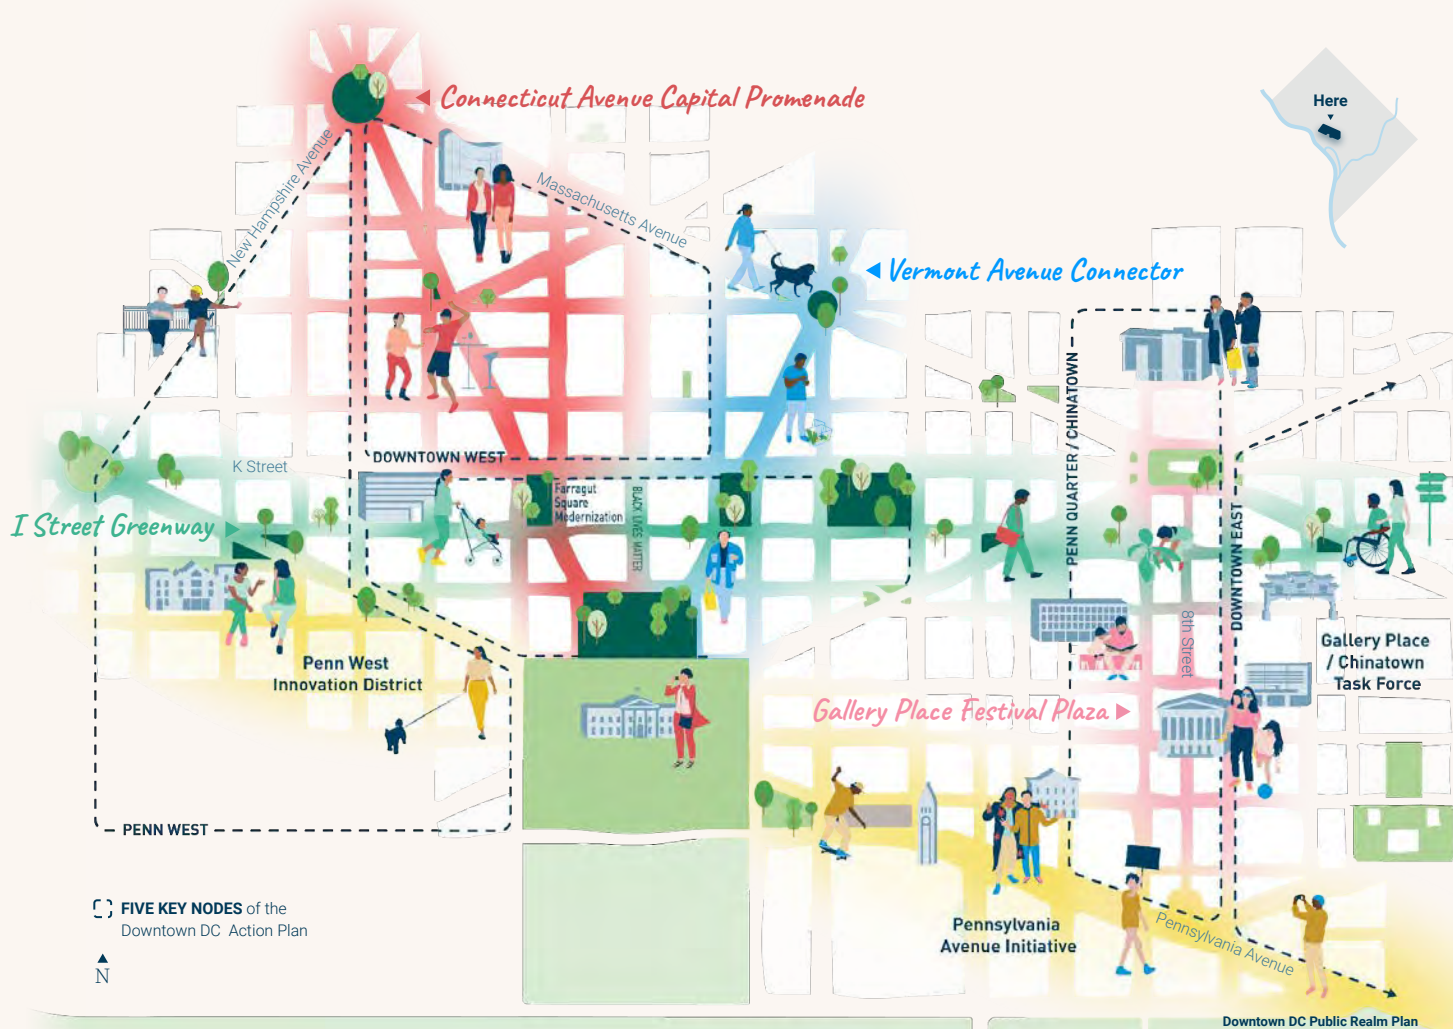 Connecticut Avenue Capital Promenade
Here
New Hampshire Avenue
Massachusetts Avenue
Vermont Avenue Connector
PENN QUARTER / CHINATOWN
DOWNTOWN WEST
K Street
Farragut
Square
Modernization
BLACK LIVES MATTER
I Street Greenway
DOWNTOWN EAST
8th Street
Gallery Place
/ Chinatown
Task Force
Penn West
Innovation District
Gallery Place Festival Plaza
PENN WEST
FIVE KEY NODES of the
Downtown DC Action Plan
N
Pennsylvania
Avenue Initiative
Pennsylvania Avenue
Downtown DC Public Realm Plan